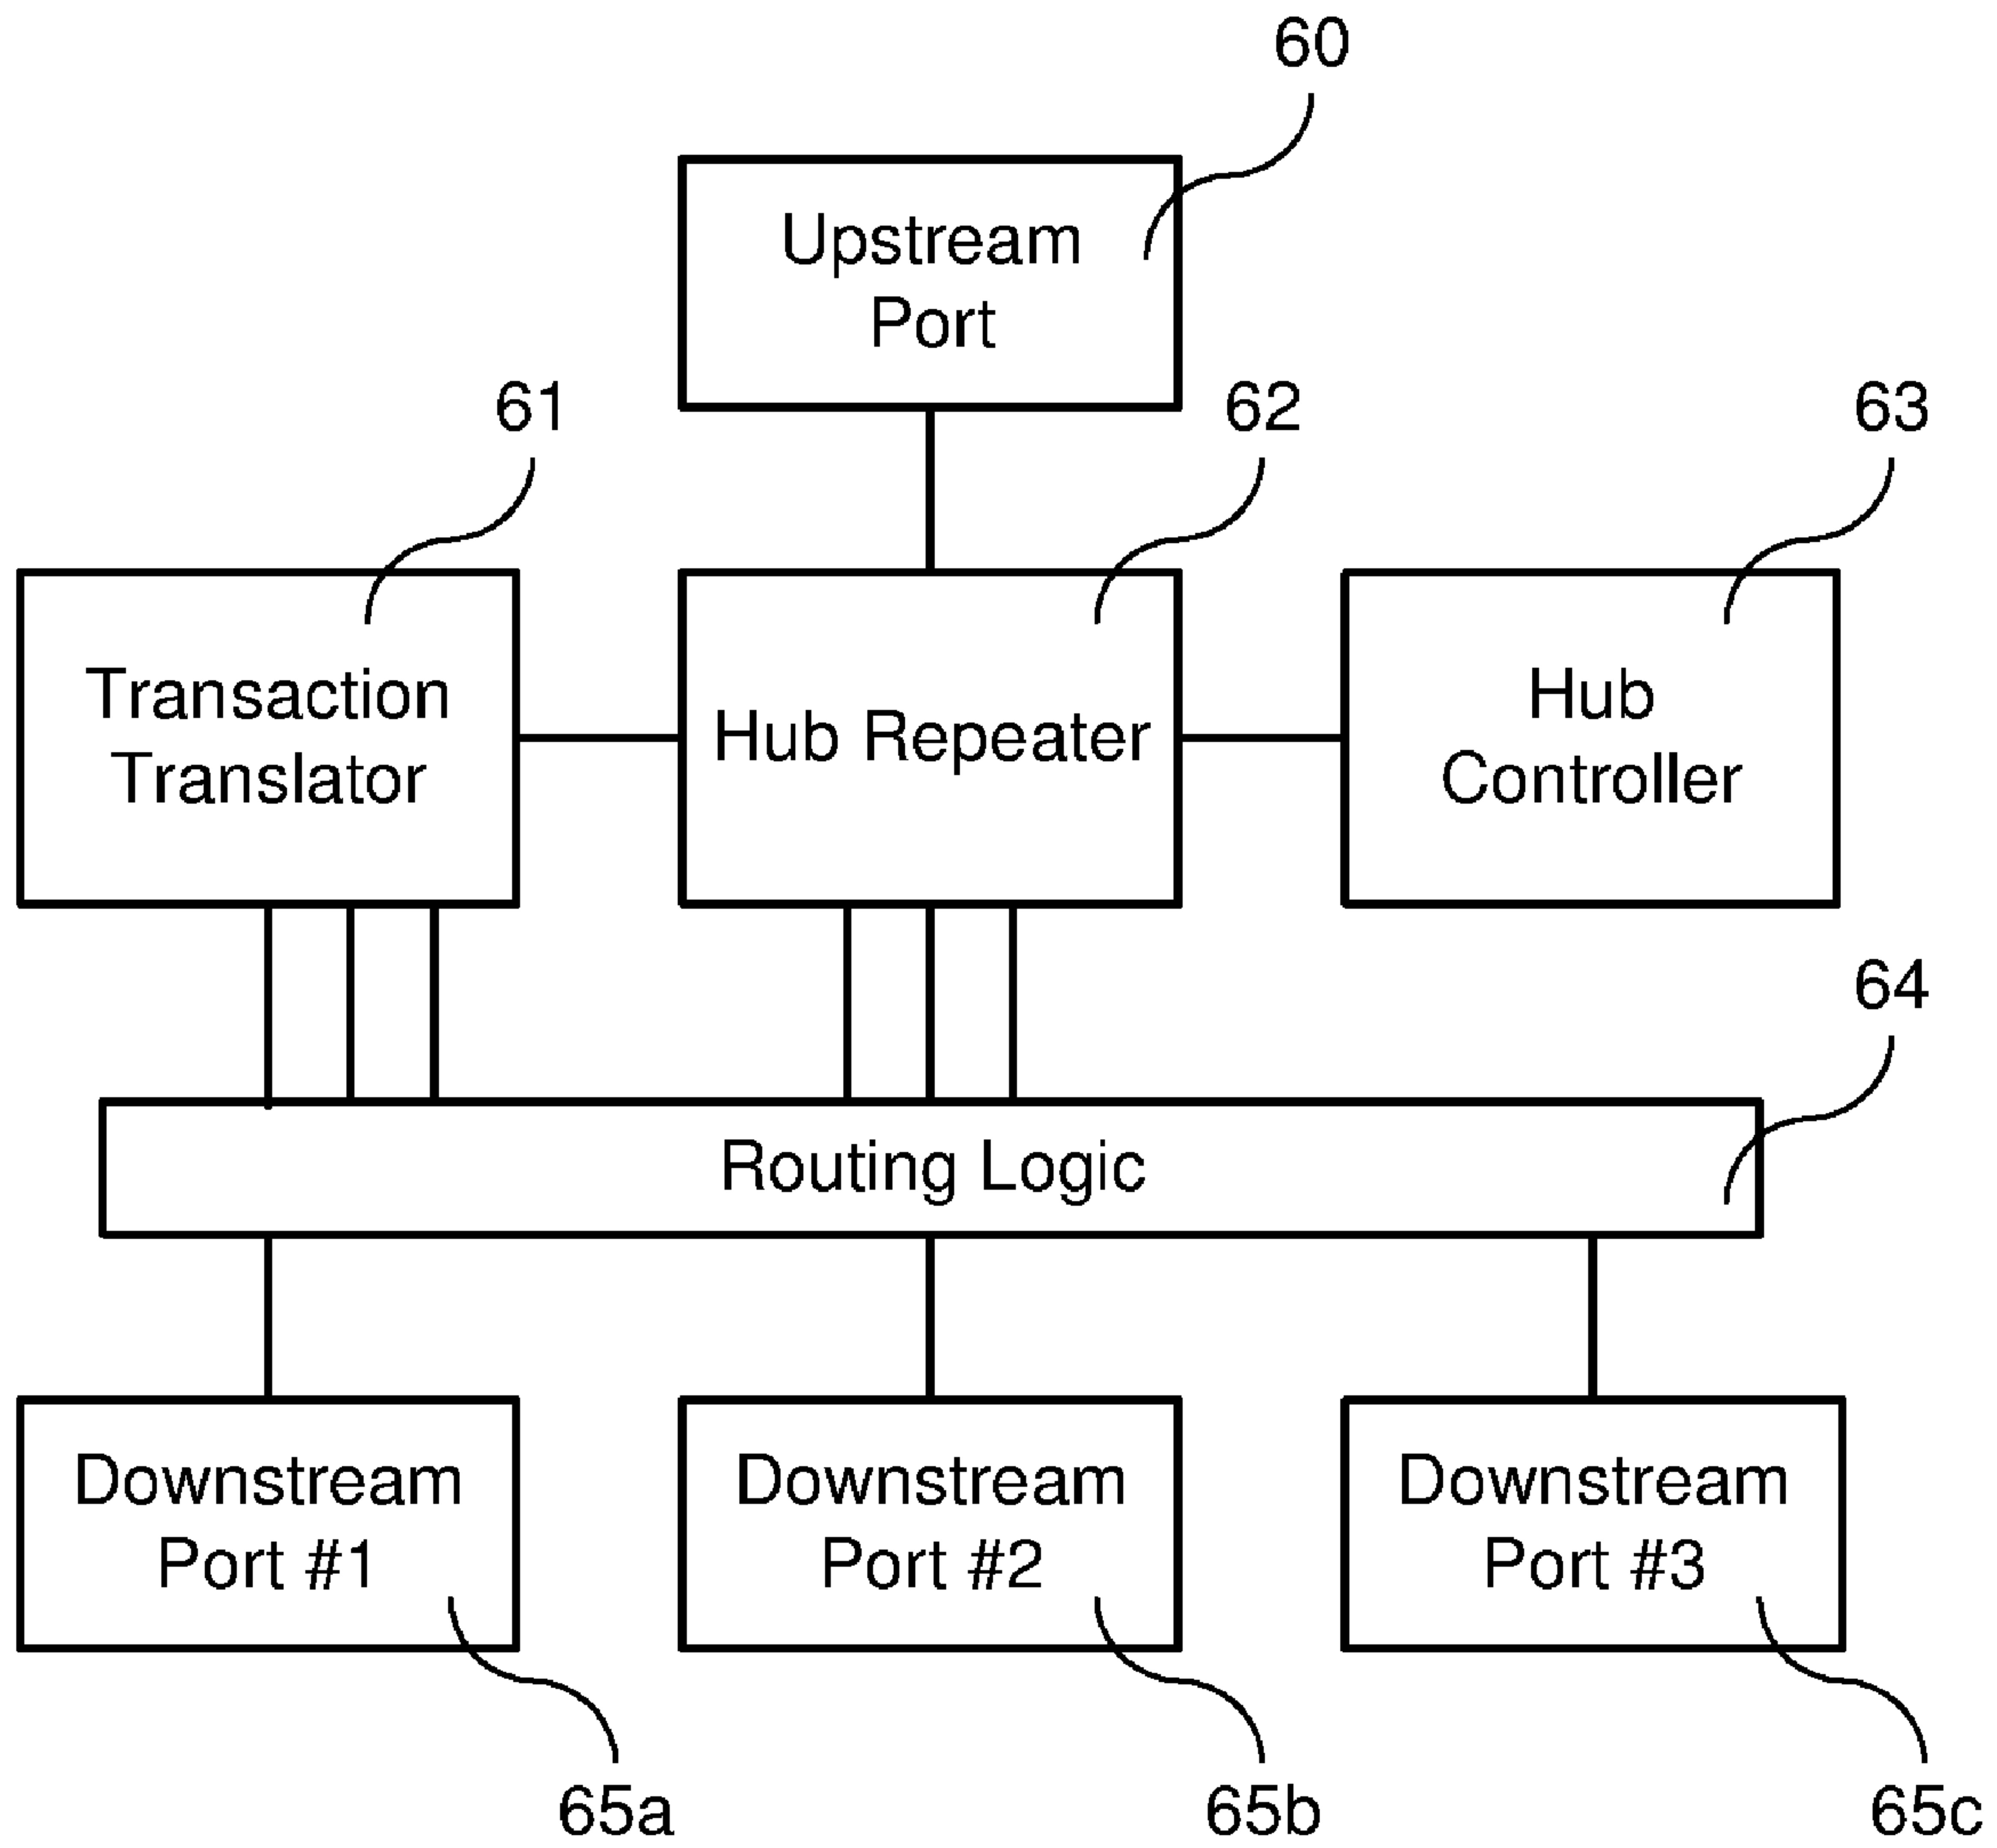 60
Upstream
Port
61
62
63
Transaction
Translator
Hub Repeater
Hub
Controller
64
Routing Logic
Downstream
Port #1
Downstream
Port #2
Downstream
Port #3
65a
65b
65c